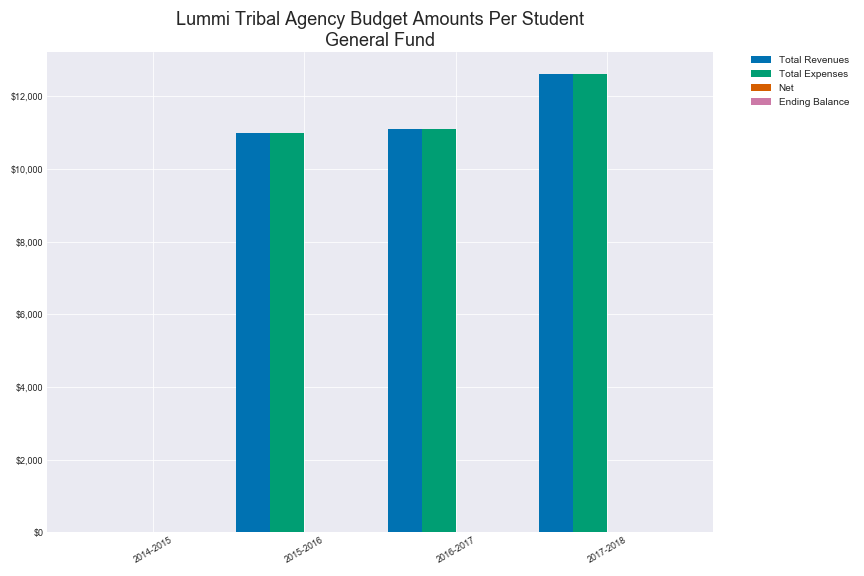 Lummi Tribal Agency Budget Amounts Per Student
General Fund
Total Revenues
Total Expenses
Net
Ending Balance
$12,000
$10,000
$8,000
$6,000
$4,000
$2,000
$0
2014-2015
2015-2016
2016-2017
2017-2018